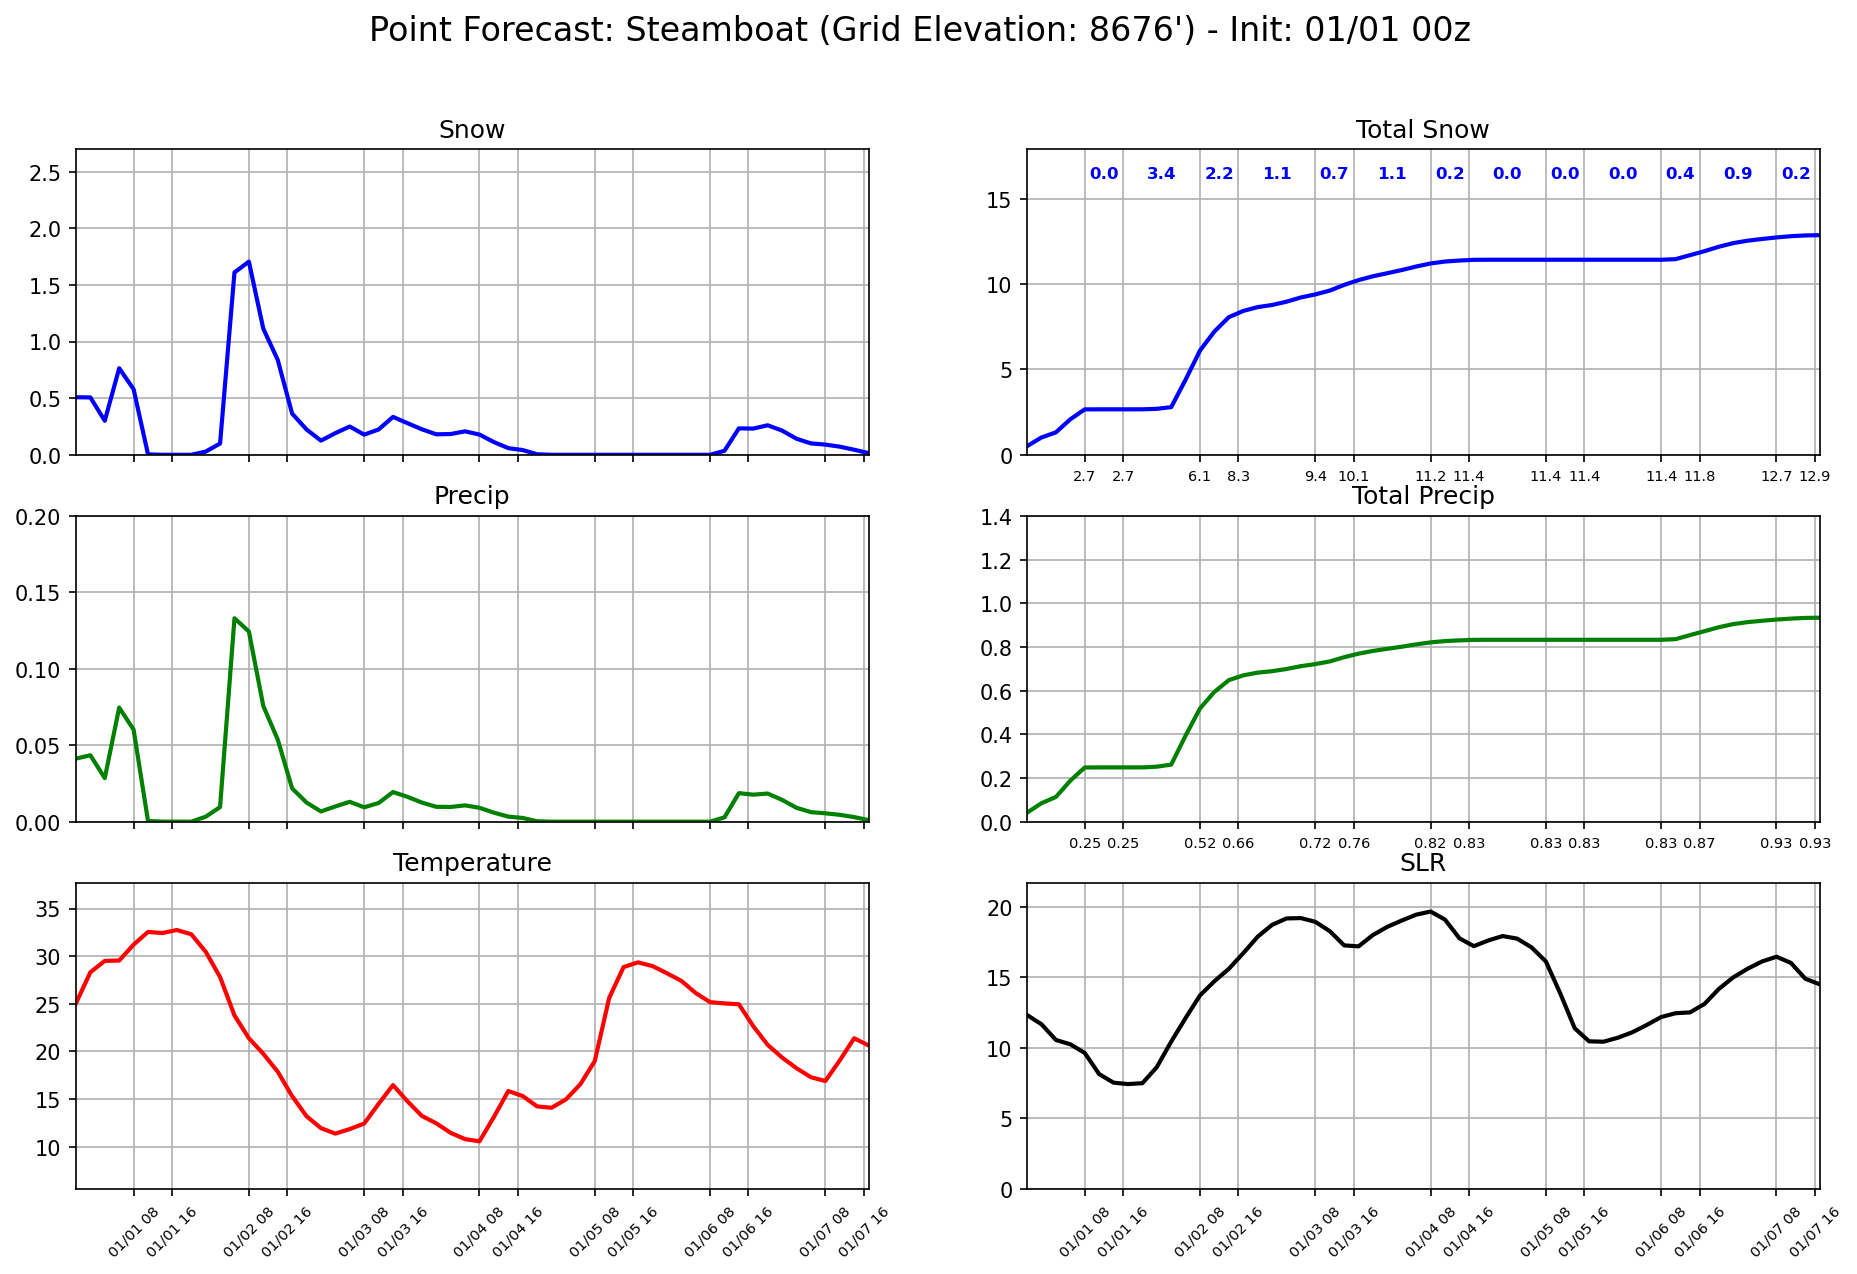 Point Forecast: Steamboat (Grid Elevation: 8676') - Init: 01/01 00z
Snow
2.5
2.0
1.5
1.0
0.5
0.0
Total Snow
0.0 3.4 2.2 1.1 0.7 1.1 0.2 0.0 0.0 0.0 0.4 0.9 0.2
15
10
5
0
2.7 2.7 6.1 8.3 9.4 10.1 11.2 11.4 11.4 11.4 11.4 11.8 12.7 12.9
Precip
0.20
0.15
0.10
0.05
0.00
Total Precip
1.4
1.2
1.0
0.8
0.6
0.4
0.2
0.0
0.25 0.25 0.52 0.66 0.72 0.76 0.82 0.83 0.83 0.83 0.83 0.87 0.93 0.93
Temperature
35
30
25
20
15
10
01/01 08 01/01 16 01/02 08 01/02 16 01/03 08 01/03 16 01/04 08 01/04 16 01/05 08 01/05 16 01/06 08 01/06 16 01/07 08 01/07 16
SLR
20
15
10
5
0
01/01 08 01/01 16 01/02 08 01/02 16 01/03 08 01/03 16 01/04 08 01/04 16 01/05 08 01/05 16 01/06 08 01/06 16 01/07 08 01/07 16